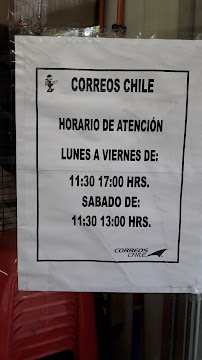 CORREOS CHILE
HORARIO DE ATENCIÓN
LUNES A VIERNES DE:
11:30 17:00 HRS.
SABADO DE:
11:30 13:00 HRS.
CORREOS
CHILE